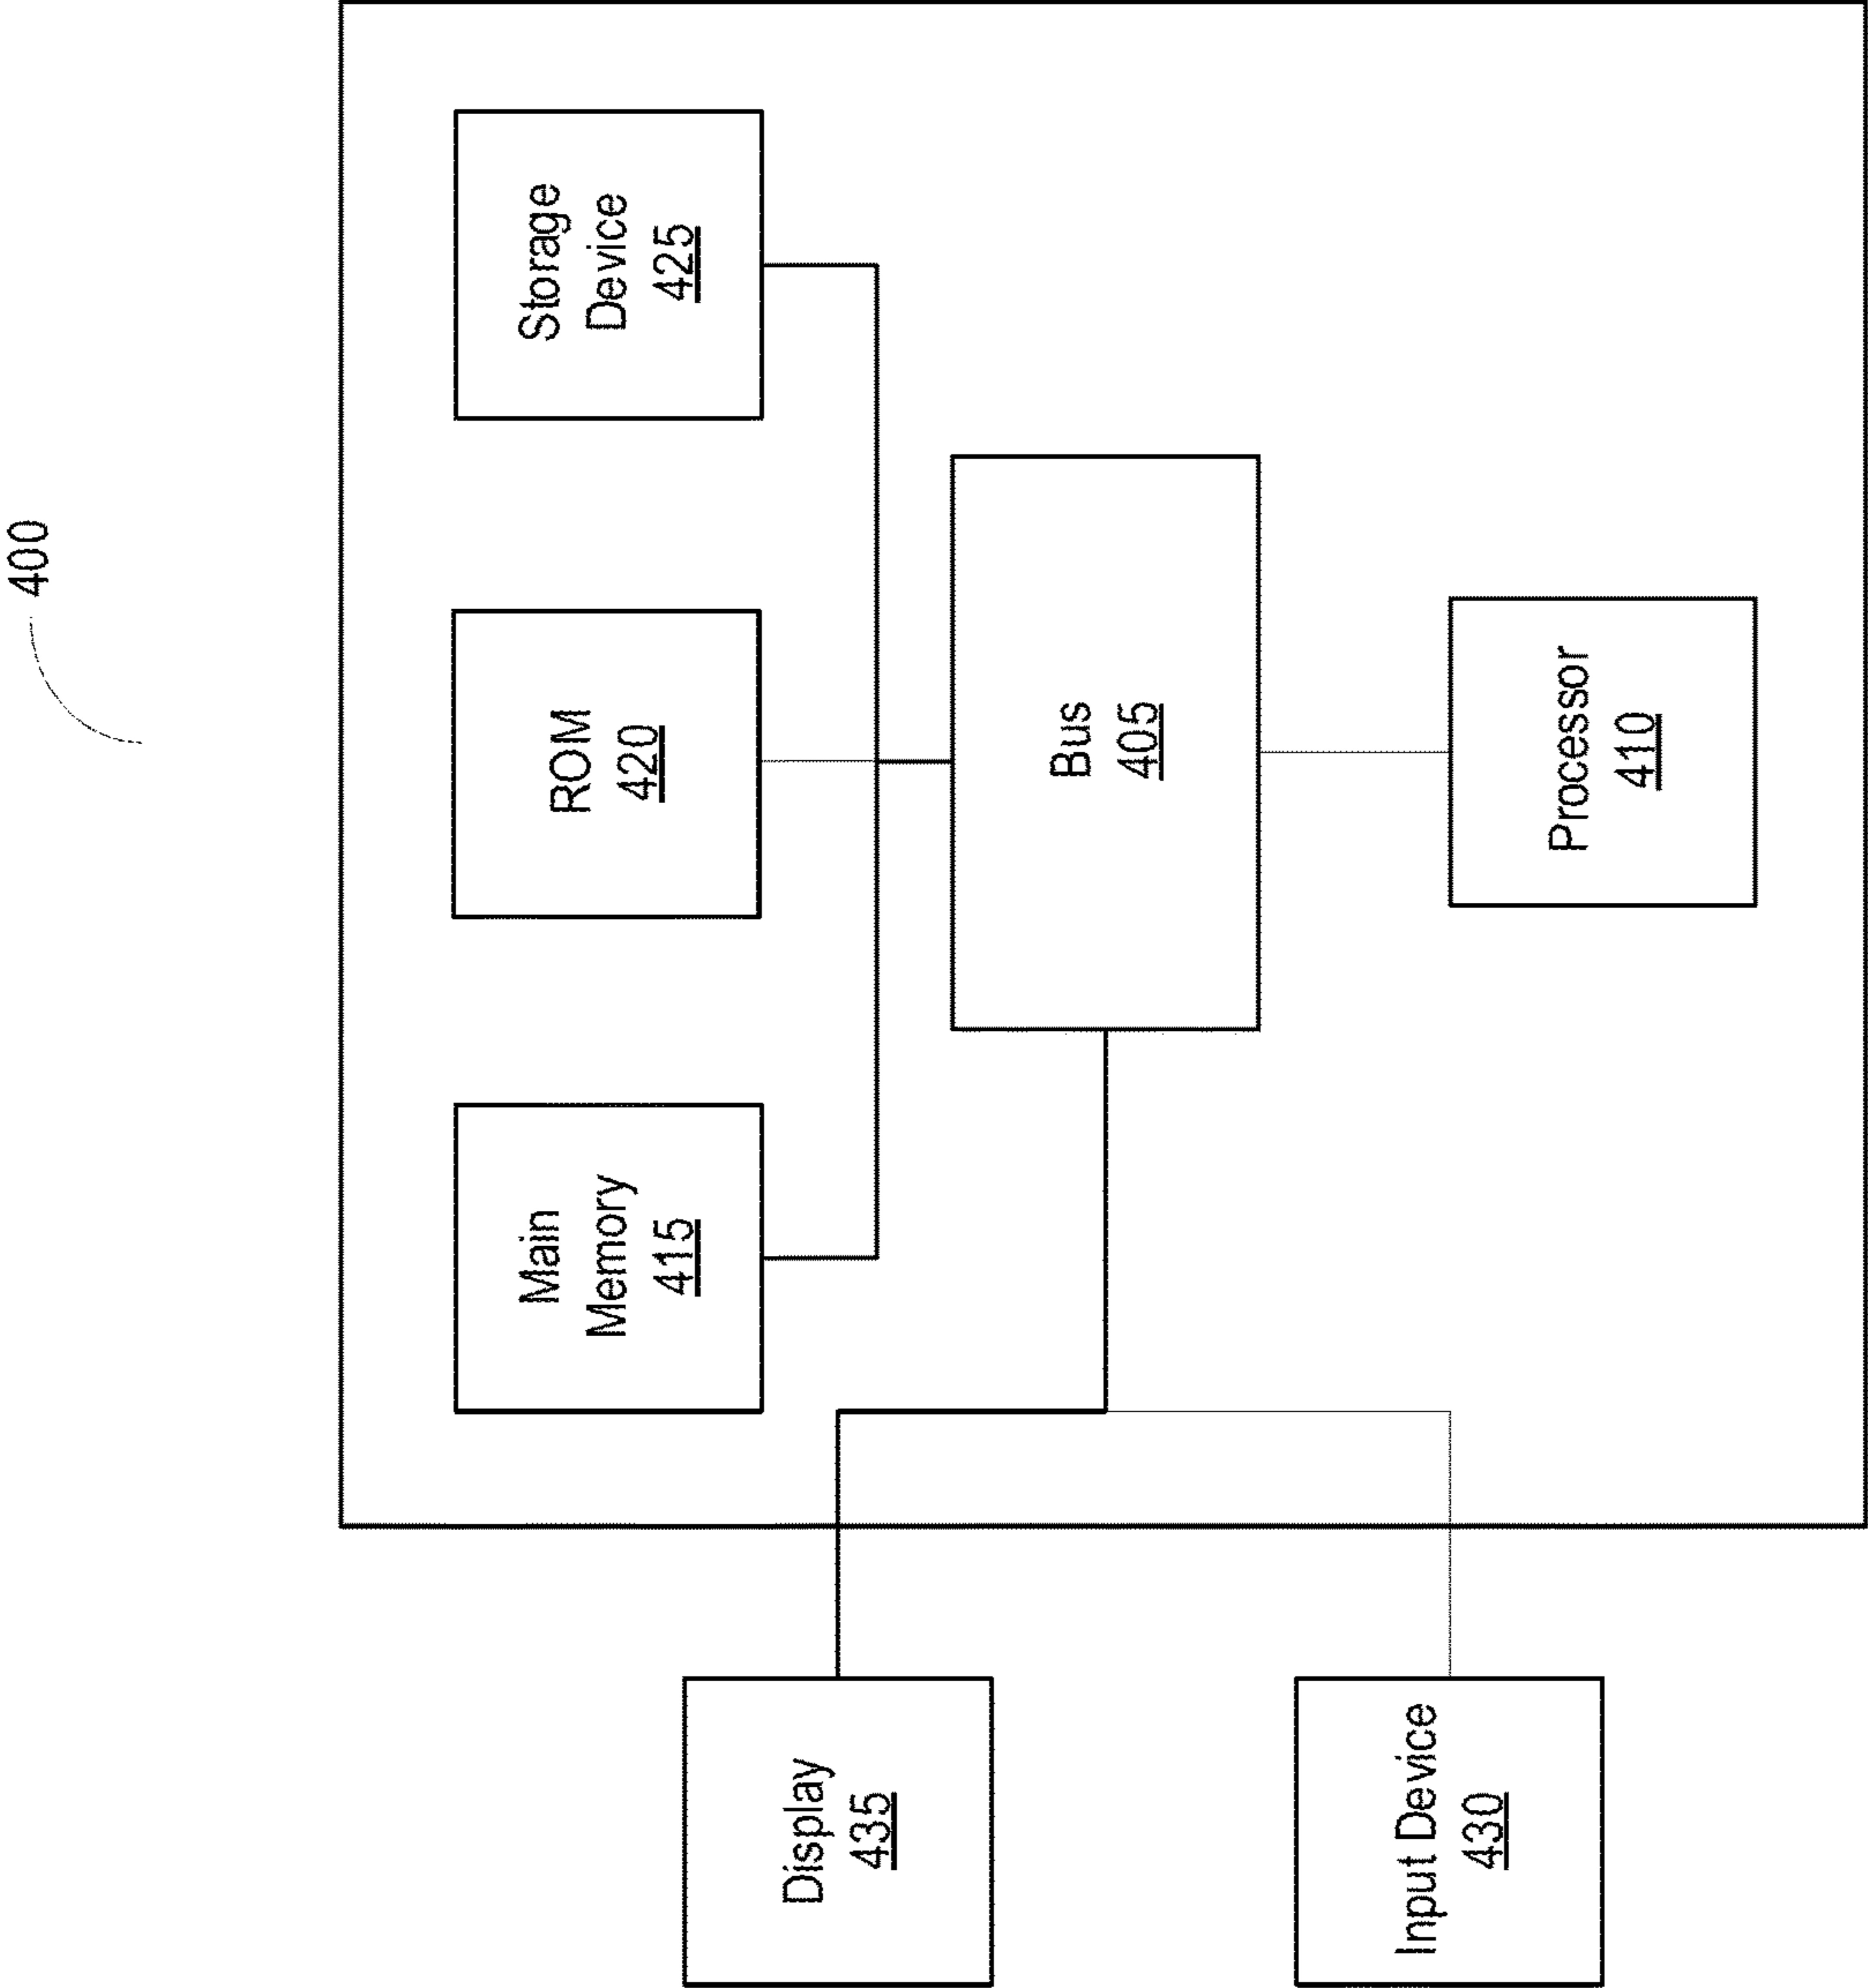 400
Display
435
Main
Memory
415
ROM
420
Storage
Device
425
Bus
405
Input Device
430
Processor
410